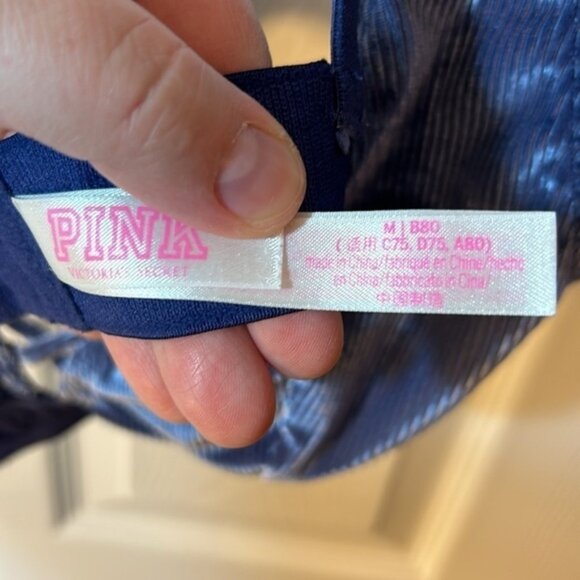 PINK
VICTORIA'S SECRET
M | B80
(适用 C75, D75, A80)
made in China/fabriqué en Chine/hecho
en China/fabricato in Cina/
中国制造